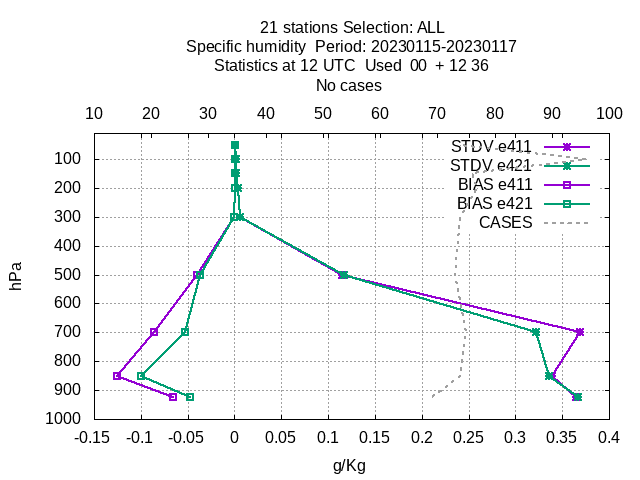 21 stations Selection: ALL
Specific humidity  Period: 20230115-20230117
Statistics at 12 UTC  Used  00  + 12 36
No cases
10 20 30 40 50 60 70 80 90 100
STDV e411
STDV e421
BIAS e411
BIAS e421
CASES
100
200
300
400
500
600
700
800
900
1000
hPa
-0.15 -0.1 -0.05 0 0.05 0.1 0.15 0.2 0.25 0.3 0.35 0.4
g/Kg